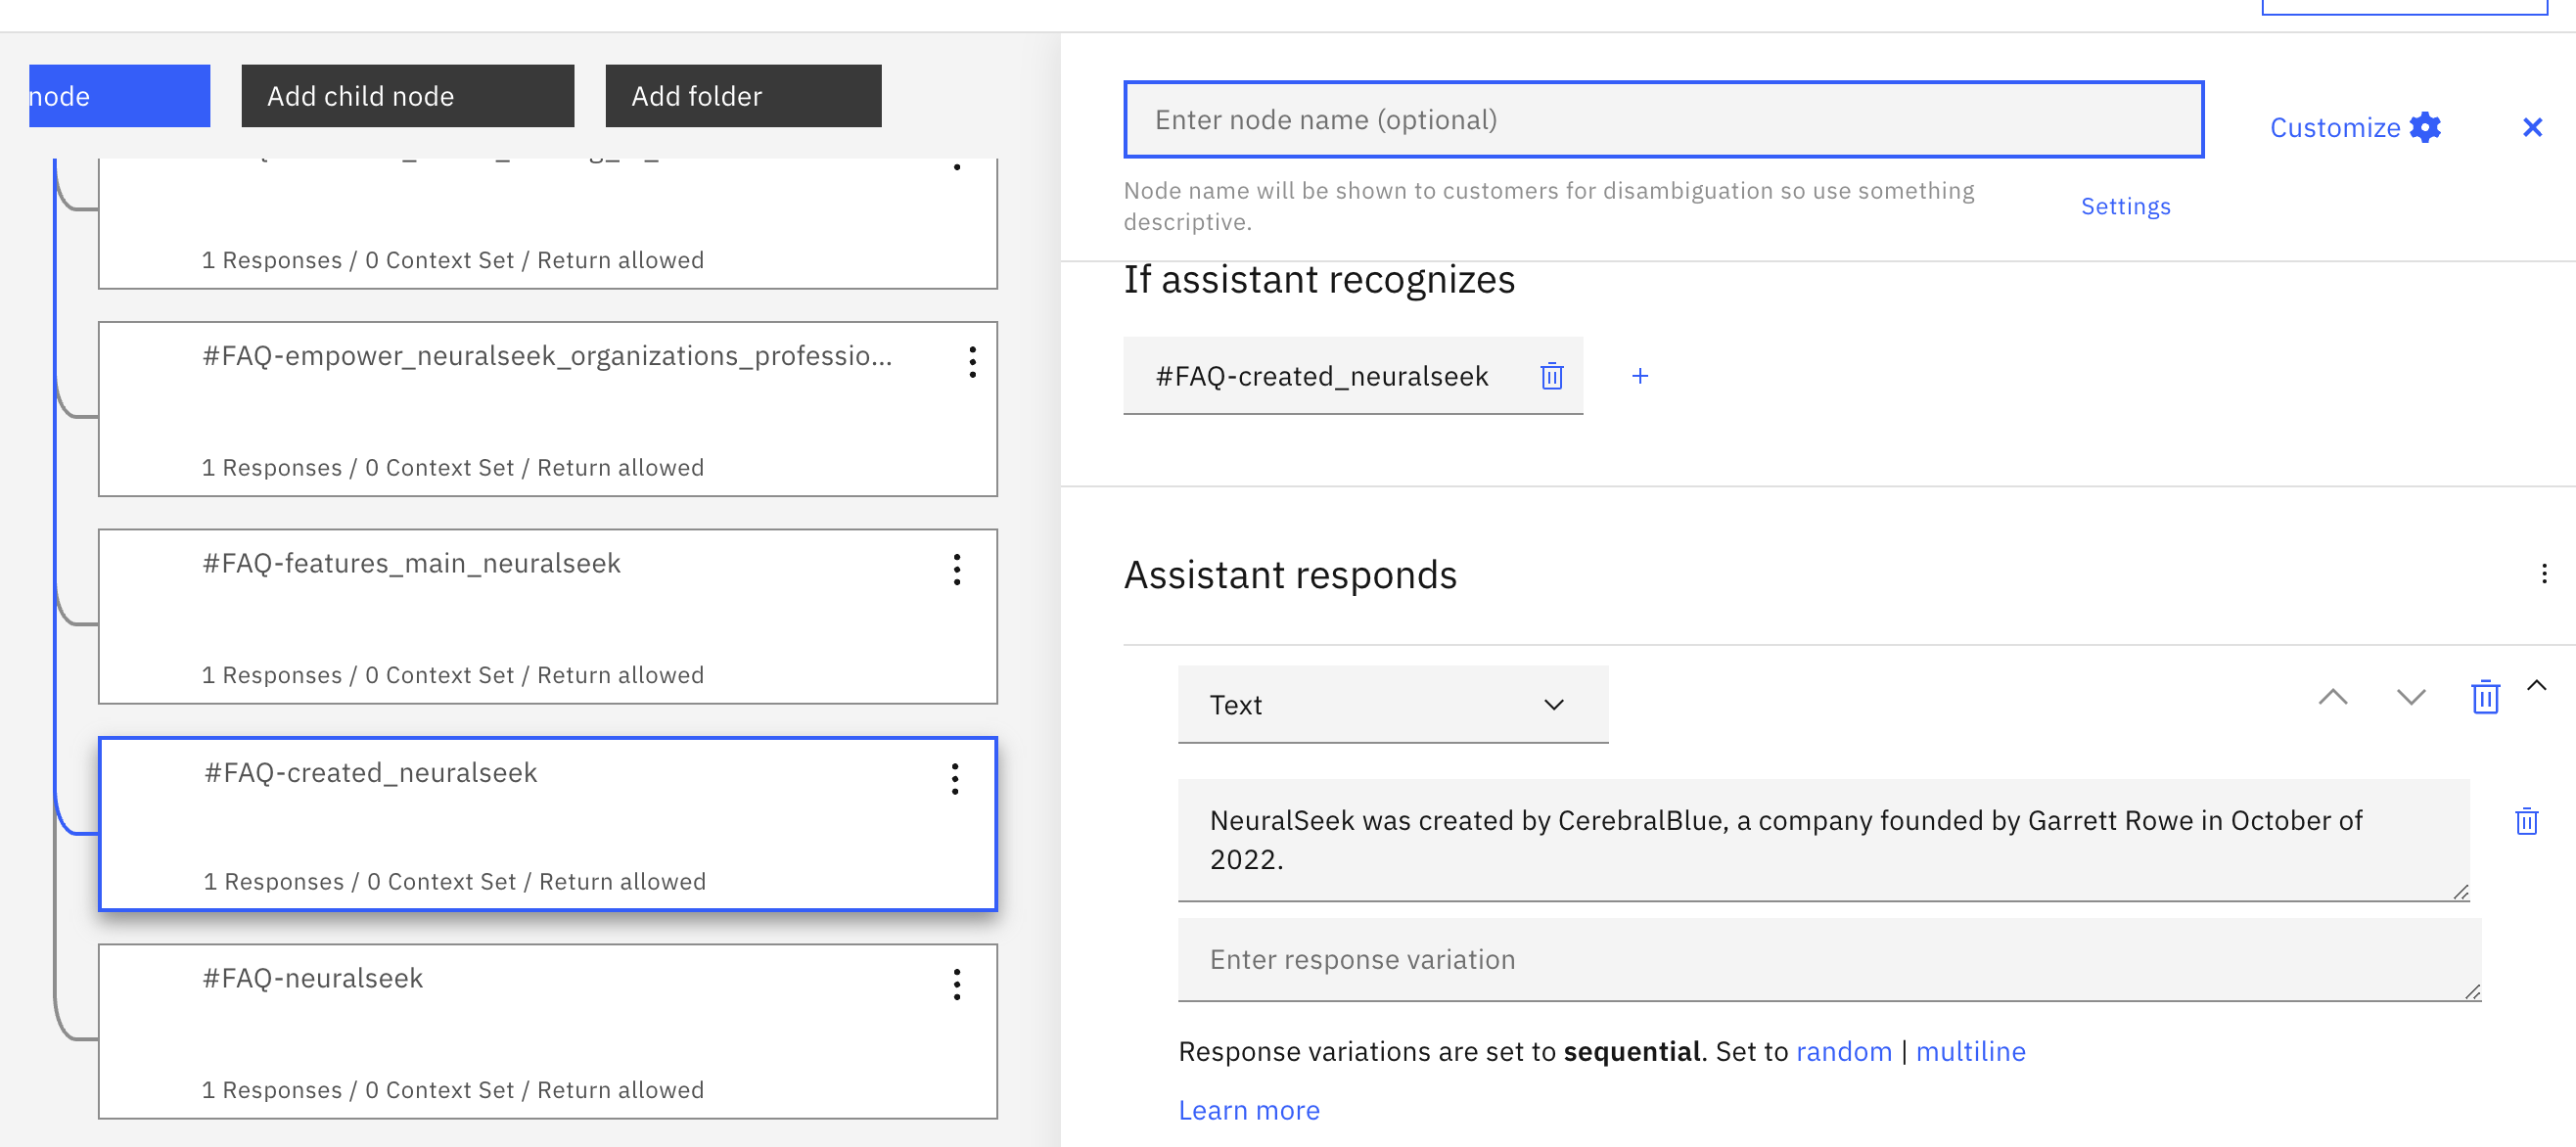 node
Add child node
Add folder
1 Responses / 0 Context Set / Return allowed
#FAQ-empower_neuralseek_organizations_professio...
1 Responses / 0 Context Set / Return allowed
#FAQ-features_main_neuralseek
1 Responses / 0 Context Set / Return allowed
#FAQ-created_neuralseek
1 Responses / 0 Context Set / Return allowed
#FAQ-neuralseek
1 Responses / 0 Context Set / Return allowed
Enter node name (optional)
Customize
Node name will be shown to customers for disambiguation so use something
descriptive.
Settings
If assistant recognizes
#FAQ-created_neuralseek
Assistant responds
Text
NeuralSeek was created by CerebralBlue, a company founded by Garrett Rowe in October of
2022.
Enter response variation
Response variations are set to sequential. Set to random | multiline
Learn more